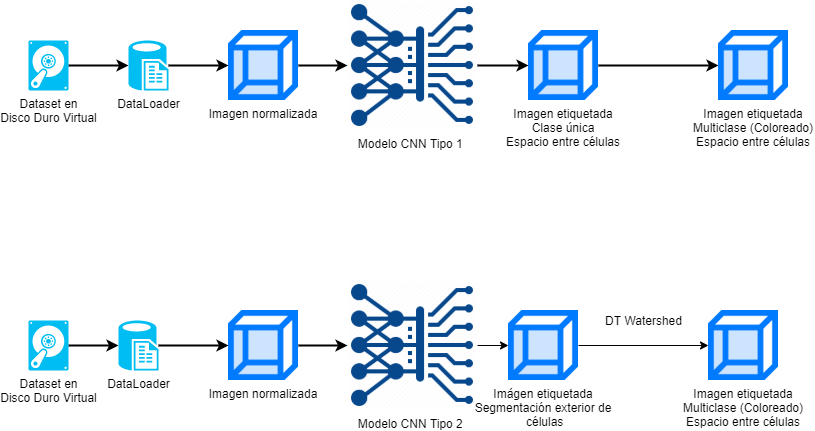 Dataset en
Disco Duro Virtual
DataLoader
Imagen normalizada
Modelo CNN Tipo 1
Imagen etiquetada
Clase única
Espacio entre células
Imagen etiquetada
Multiclase (Coloreado)
Espacio entre células
Dataset en
Disco Duro Virtual
DataLoader
Imagen normalizada
Modelo CNN Tipo 2
Imágen etiquetada
Segmentación exterior de
células
DT Watershed
Imagen etiquetada
Multiclase (Coloreado)
Espacio entre células